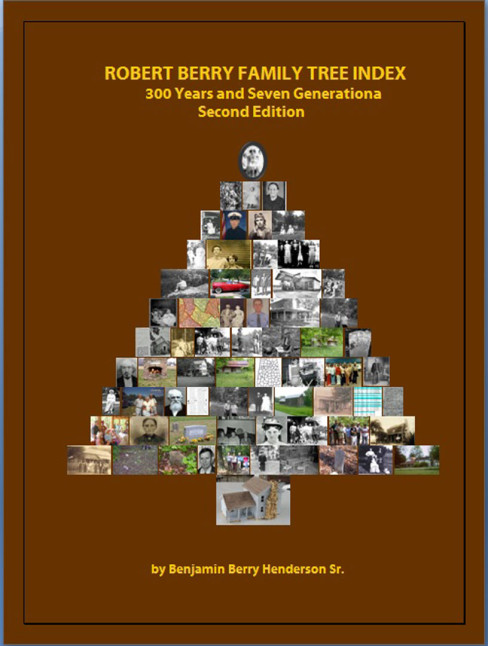 ROBERT BERRY FAMILY TREE INDEX
300 Years and Seven Generationa
Second Edition
by Benjamin Berry Henderson Sr.